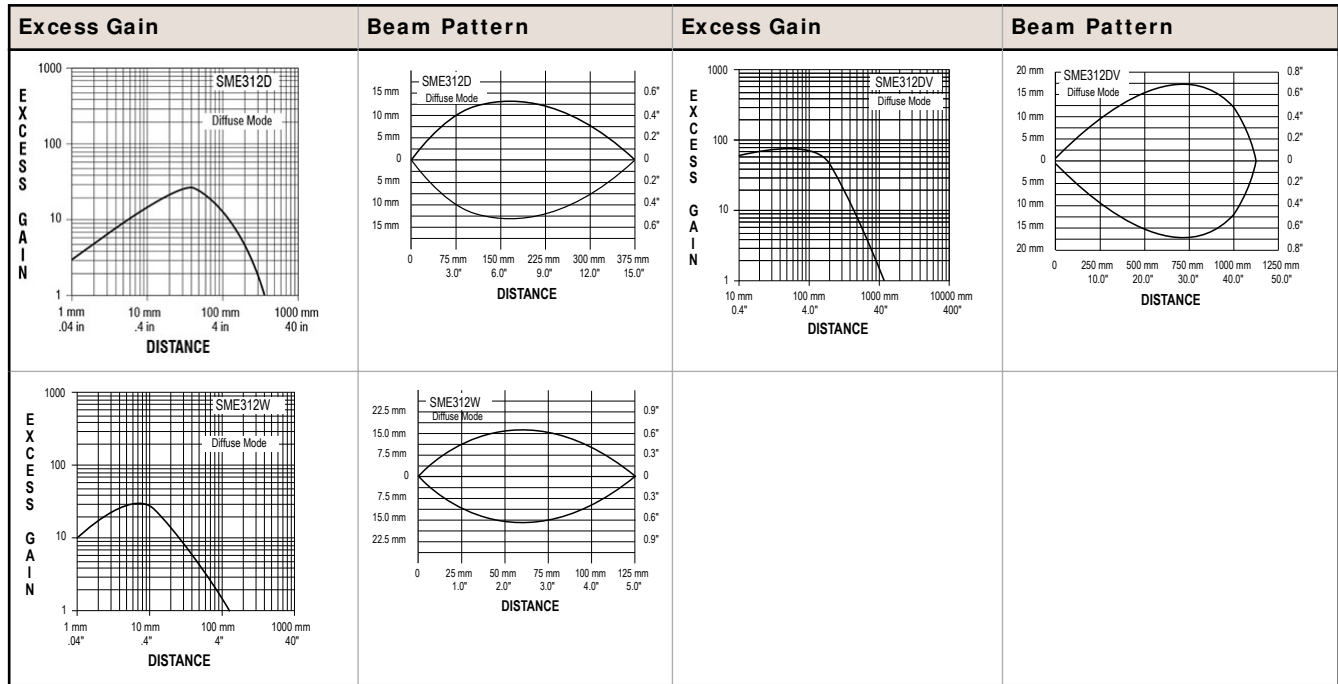 Excess Gain
Beam Pattern
Excess Gain
Beam Pattern
EXCESS GAIN
1000
100
10
1
SME312D
Diffuse Mode
1 mm 10 mm 100 mm 1000 mm
.04 in .4 in 4 in 40 in
DISTANCE
SME312D
Diffuse Mode
15 mm 0.6"
10 mm 0.4"
5 mm 0.2"
0 0
5 mm 0.2"
10 mm 0.4"
15 mm 0.6"
0 75 mm 150 mm 225 mm 300 mm 375 mm
3.0" 6.0" 9.0" 12.0" 15.0"
DISTANCE
EXCESS GAIN
1000
100
10
1
SME312DV
Diffuse Mode
10 mm 100 mm 1000 mm 10000 mm
0.4" 4.0" 40" 400"
DISTANCE
SME312DV
Diffuse Mode
20 mm 0.8"
15 mm 0.6"
10 mm 0.4"
5 mm 0.2"
0 0
5 mm 0.2"
10 mm 0.4"
15 mm 0.6"
20 mm 0.8"
0 250 mm 500 mm 750 mm 1000 mm 1250 mm
10.0" 20.0" 30.0" 40.0" 50.0"
DISTANCE
EXCESS GAIN
1000
100
10
1
SME312W
Diffuse Mode
1 mm 10 mm 100 mm 1000 mm
.04" .4" 4" 40"
DISTANCE
SME312W
Diffuse Mode
22.5 mm 0.9"
15.0 mm 0.6"
7.5 mm 0.3"
0 0
7.5 mm 0.3"
15.0 mm 0.6"
22.5 mm 0.9"
0 25 mm 50 mm 75 mm 100 mm 125 mm
1.0" 2.0" 3.0" 4.0" 5.0"
DISTANCE